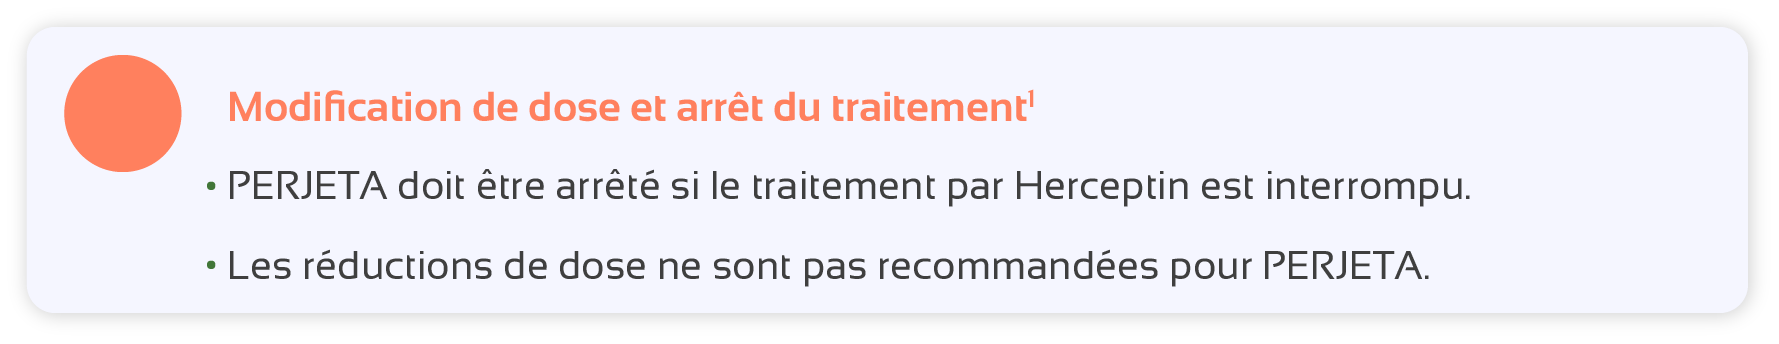 Modification de dose et arrêt du traitement¹
• PERJETA doit être arrêté si le traitement par Herceptin est interrompu.
• Les réductions de dose ne sont pas recommandées pour PERJETA.